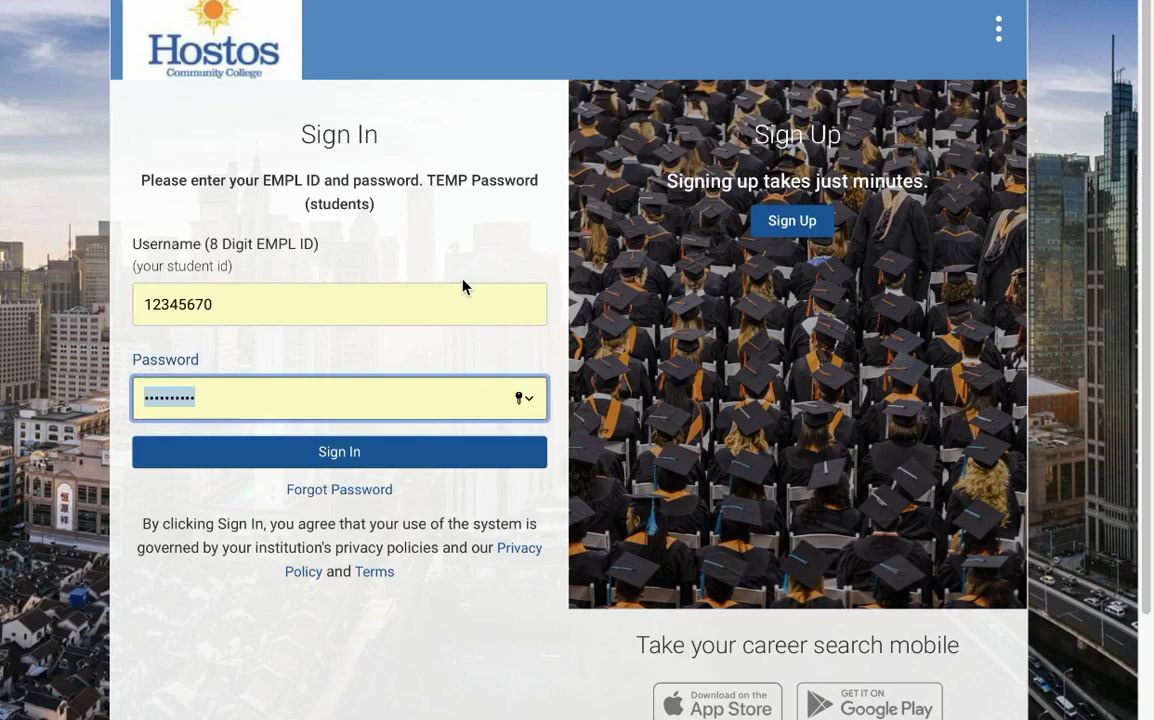 Hostos
Community College
Sign In
Please enter your EMPL ID and password. TEMP Password
(students)
Username (8 Digit EMPL ID)
(your student id)
12345670
Password
••••••••••
Sign In
Forgot Password
By clicking Sign In, you agree that your use of the system is
governed by your institution's privacy policies and our Privacy
Policy and Terms
Sign Up
Signing up takes just minutes.
Sign Up
Take your career search mobile
Download on the
App Store
GET IT ON
Google Play
恒源祥